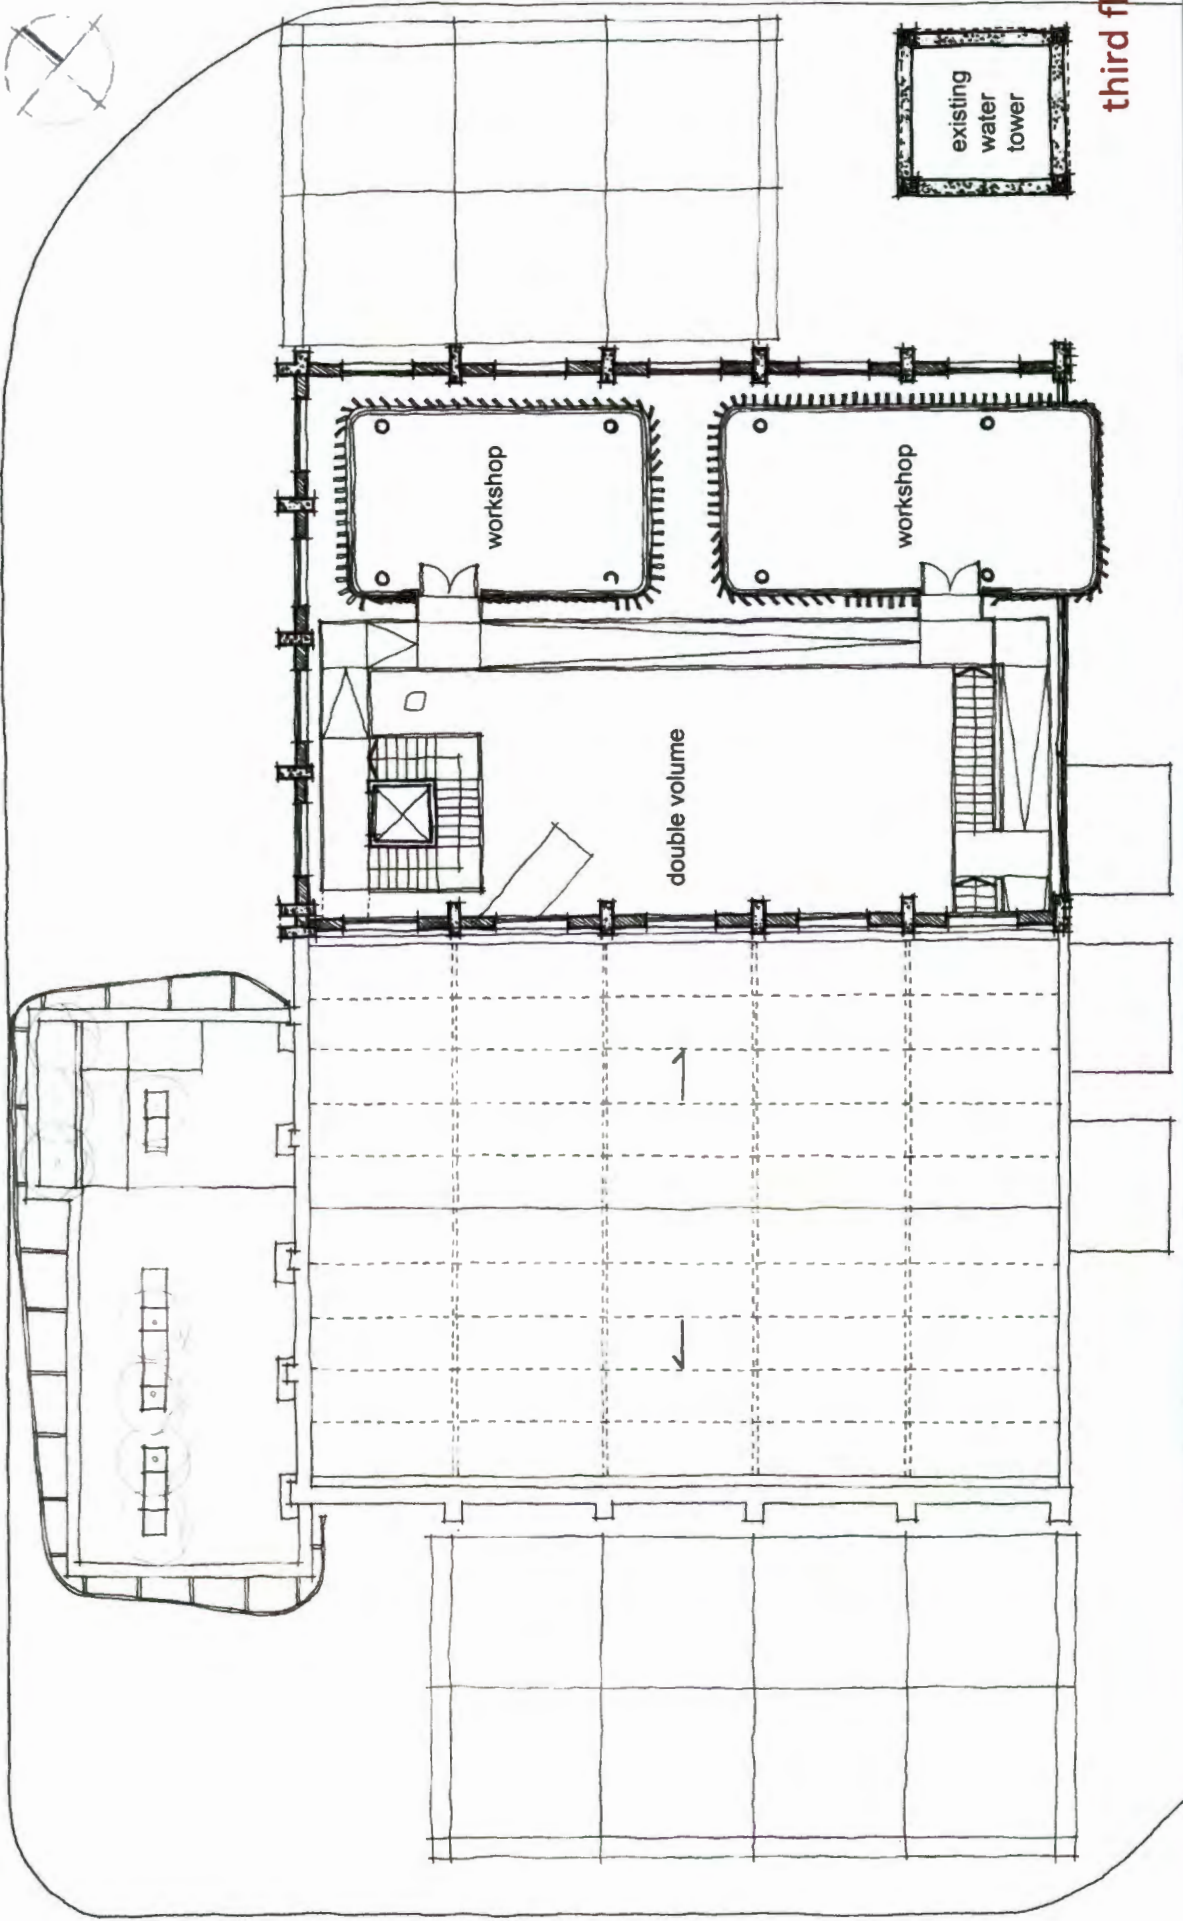 existing
water
tower
third fl
workshop
workshop
double volume